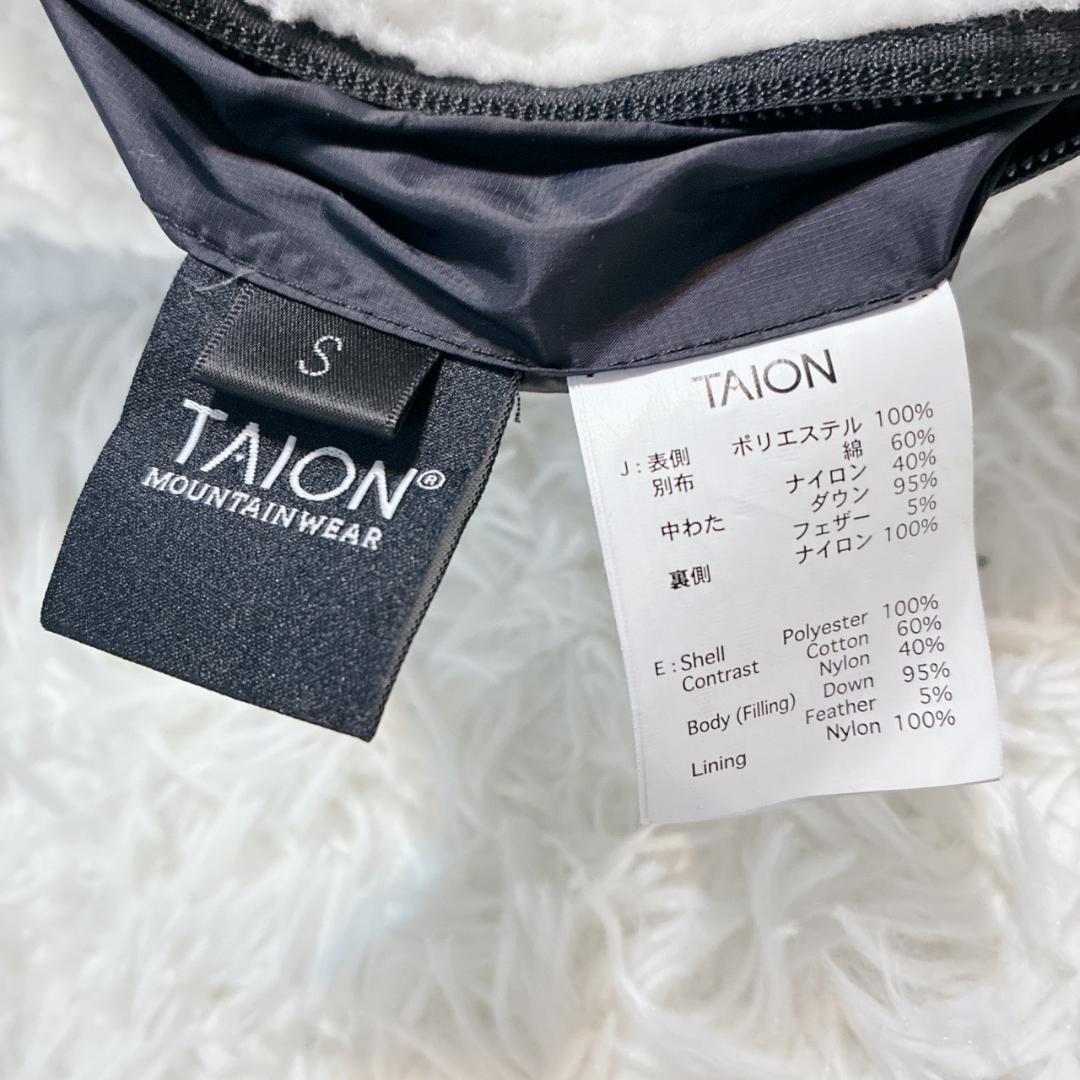 S
TAION®
MOUNTAINWEAR
TAION
J : 表側 ポリエステル 100%
別布 綿 60%
ナイロン 40%
中わた ダウン 95%
フェザー 5%
裏側 ナイロン 100%
E : Shell Polyester 100%
Contrast Cotton 60%
Nylon 40%
Body (Filling) Down 95%
Feather 5%
Lining Nylon 100%